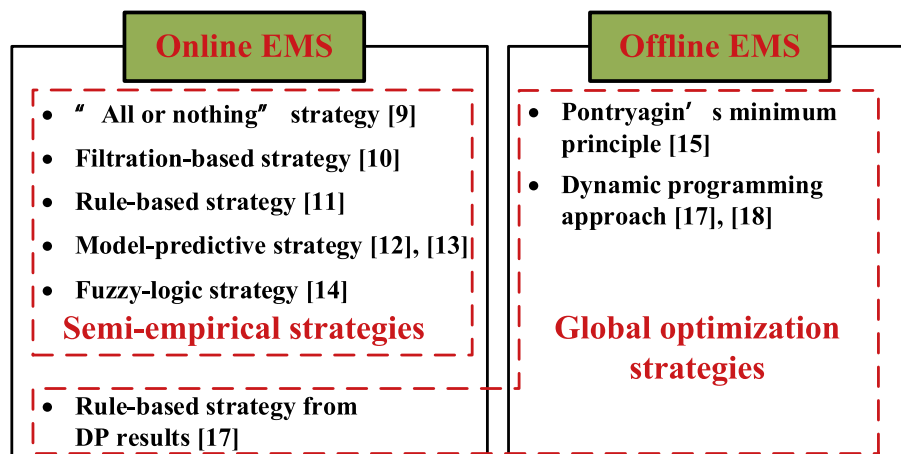 Online EMS
“ All or nothing” strategy [9]
Filtration-based strategy [10]
Rule-based strategy [11]
Model-predictive strategy [12], [13]
Fuzzy-logic strategy [14]
Semi-empirical strategies
Rule-based strategy from
DP results [17]
Offline EMS
Pontryagin’ s minimum
principle [15]
Dynamic programming
approach [17], [18]
Global optimization
strategies